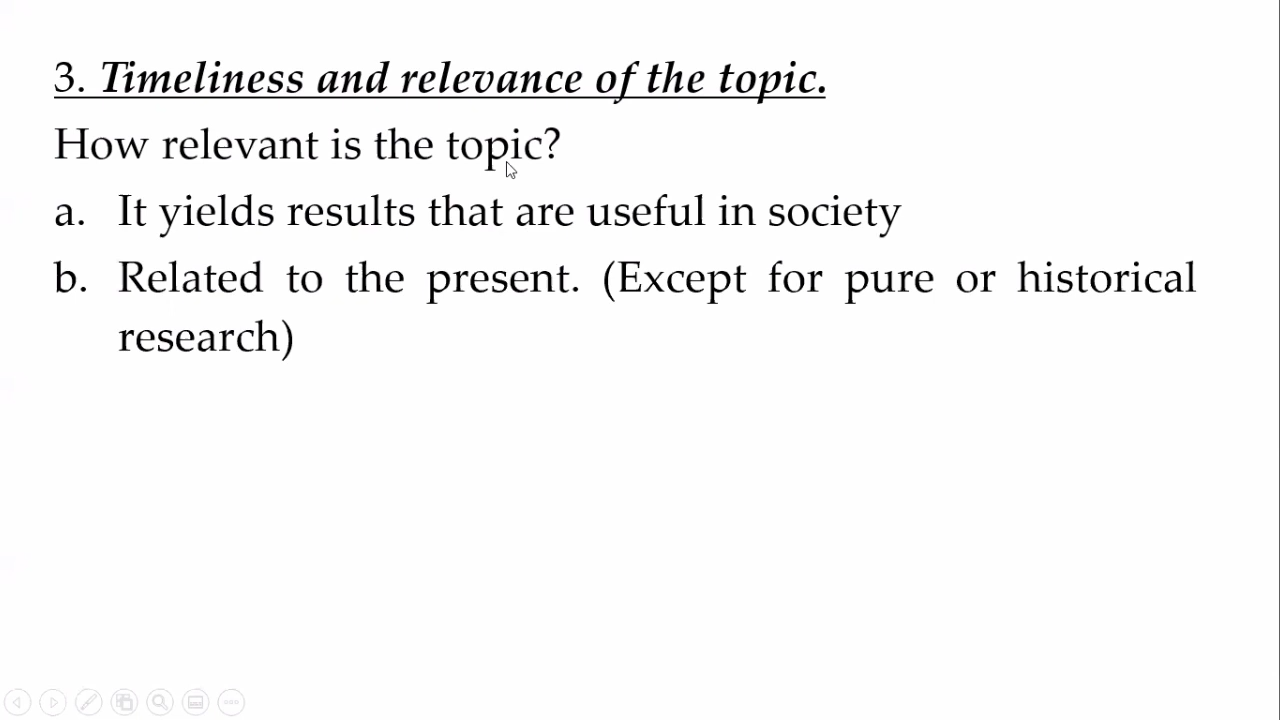 3. Timeliness and relevance of the topic.
How relevant is the topic?
a. It yields results that are useful in society
b. Related to the present. (Except for pure or historical
research)